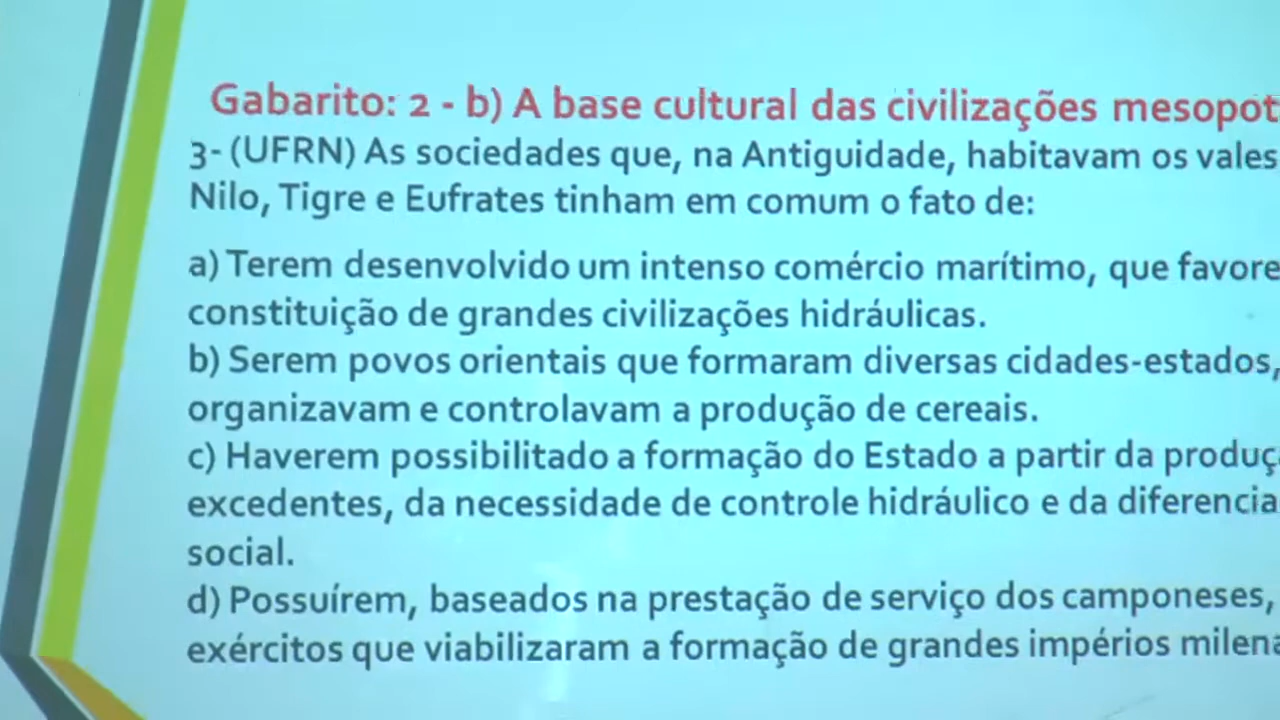 Gabarito: 2 - b) A base cultural das civilizações mesopot
3- (UFRN) As sociedades que, na Antiguidade, habitavam os vales
Nilo, Tigre e Eufrates tinham em comum o fato de:
a) Terem desenvolvido um intenso comércio marítimo, que favore
constituição de grandes civilizações hidráulicas.
b) Serem povos orientais que formaram diversas cidades-estados,
organizavam e controlavam a produção de cereais.
c) Haverem possibilitado a formação do Estado a partir da produç
excedentes, da necessidade de controle hidráulico e da diferencia
social.
d) Possuírem, baseados na prestação de serviço dos camponeses,
exércitos que viabilizaram a formação de grandes impérios milena